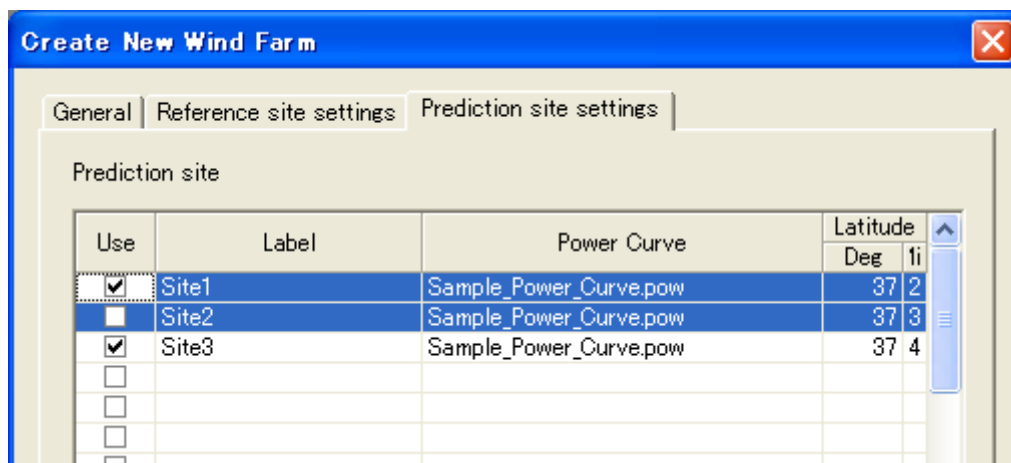 Create New Wind Farm
General Reference site settings Prediction site settings
Prediction site
Use Label Power Curve Latitude
Deg
Site1 Sample_Power_Curve.pow 37 2
Site2 Sample_Power_Curve.pow 37 3
Site3 Sample_Power_Curve.pow 37 4